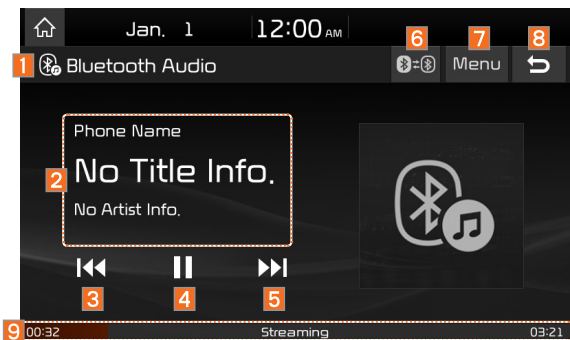 Jan. 1 12:00 AM
6 7 8
1 Bluetooth Audio Menu
Phone Name
2 No Title Info.
No Artist Info.
3 4 5
9 00:32 Streaming 03:21